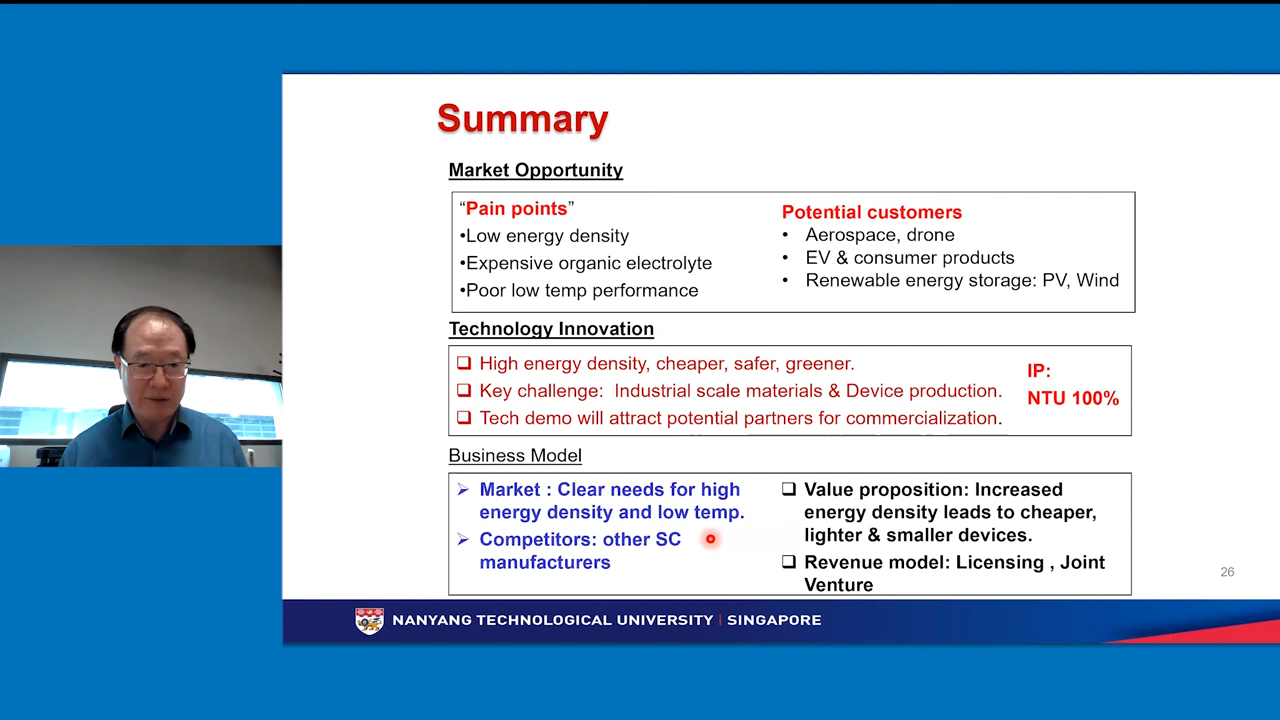 Summary
Market Opportunity
“Pain points”
•Low energy density
•Expensive organic electrolyte
•Poor low temp performance
Potential customers
• Aerospace, drone
• EV & consumer products
• Renewable energy storage: PV, Wind
Technology Innovation
❑ High energy density, cheaper, safer, greener.
❑ Key challenge: Industrial scale materials & Device production.
❑ Tech demo will attract potential partners for commercialization.
IP:
NTU 100%
Business Model
➢ Market : Clear needs for high
energy density and low temp.
➢ Competitors: other SC
manufacturers
❑ Value proposition: Increased
energy density leads to cheaper,
lighter & smaller devices.
❑ Revenue model: Licensing , Joint
Venture
26
NANYANG TECHNOLOGICAL UNIVERSITY | SINGAPORE